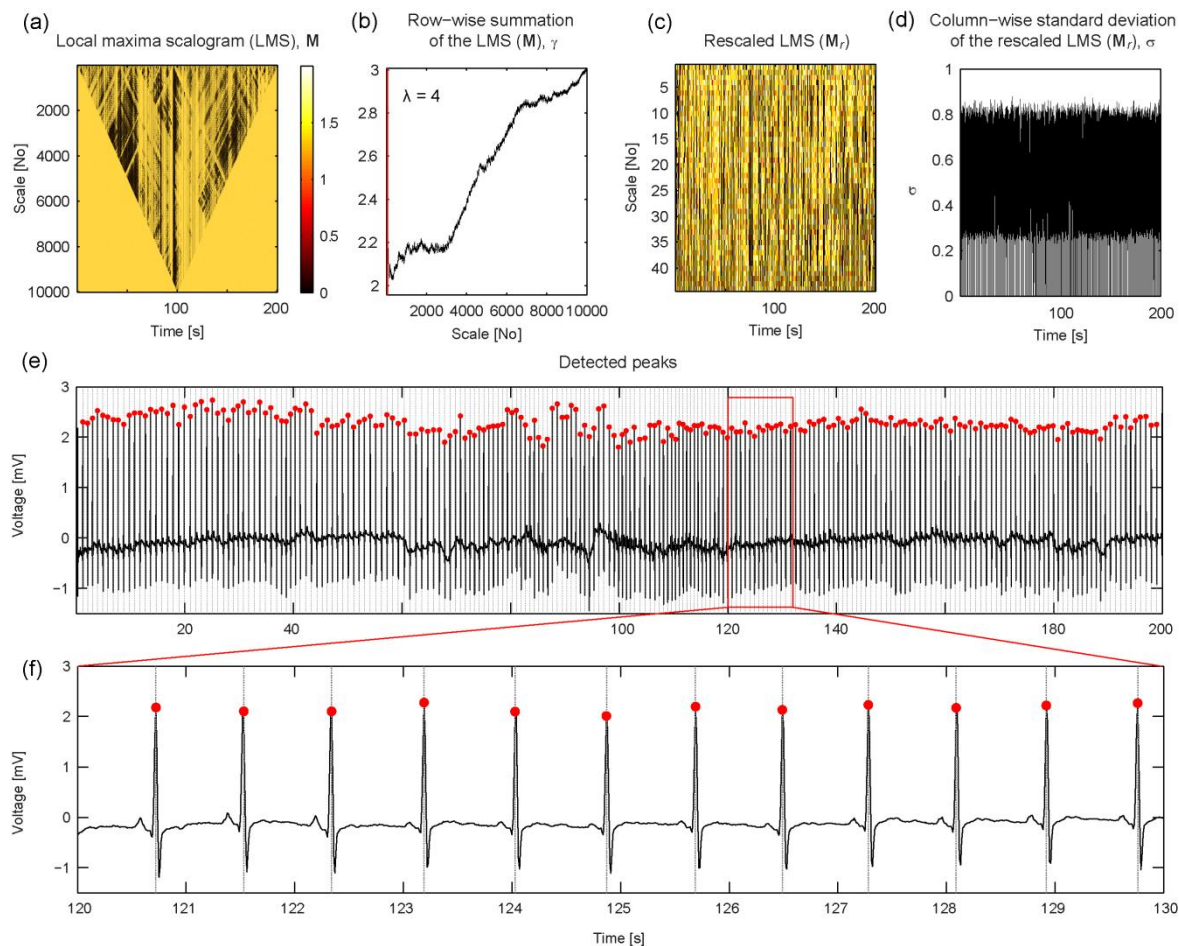 (a)
Local maxima scalogram (LMS), M
2000
4000
6000
8000
10000
Scale [No]
100
200
Time [s]
1.5
1
0.5
0
(b)
Row−wise summation
of the LMS (M), γ
λ = 4
3
2.8
2.6
2.4
2.2
2
2000 4000 6000 8000 10000
Scale [No]
(c)
Rescaled LMS (Mr)
5
10
15
20
25
30
35
40
Scale [No]
100
200
Time [s]
(d)
Column−wise standard deviation
of the rescaled LMS (Mr), σ
1
0.8
0.6
0.4
0.2
0
σ
100
200
Time [s]
(e)
Detected peaks
3
2
1
0
−1
Voltage [mV]
20 40 100 120 140 160 180 200
(f)
3
2
1
0
−1
Voltage [mV]
120 121 122 123 124 125 126 127 128 129 130
Time [s]